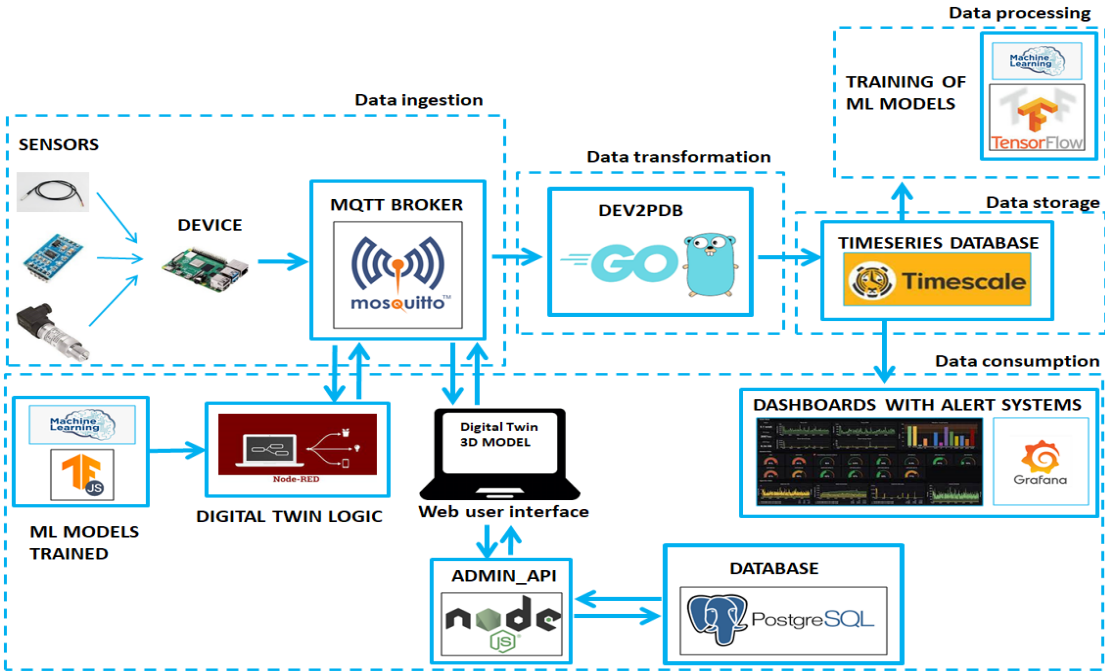 Data processing
Machine
Learning
TRAINING OF
ML MODELS
TensorFlow
Data ingestion
SENSORS
DEVICE
MQTT BROKER
mosquitto™
Data transformation
DEV2PDB
GO
Data storage
TIMESERIES DATABASE
Timescale
Data consumption
Machine
Learning
TF
JS
ML MODELS
TRAINED
Node-RED
DIGITAL TWIN LOGIC
Digital Twin
3D MODEL
Web user interface
DASHBOARDS WITH ALERT SYSTEMS
Grafana
ADMIN_API
node
JS®
DATABASE
PostgreSQL